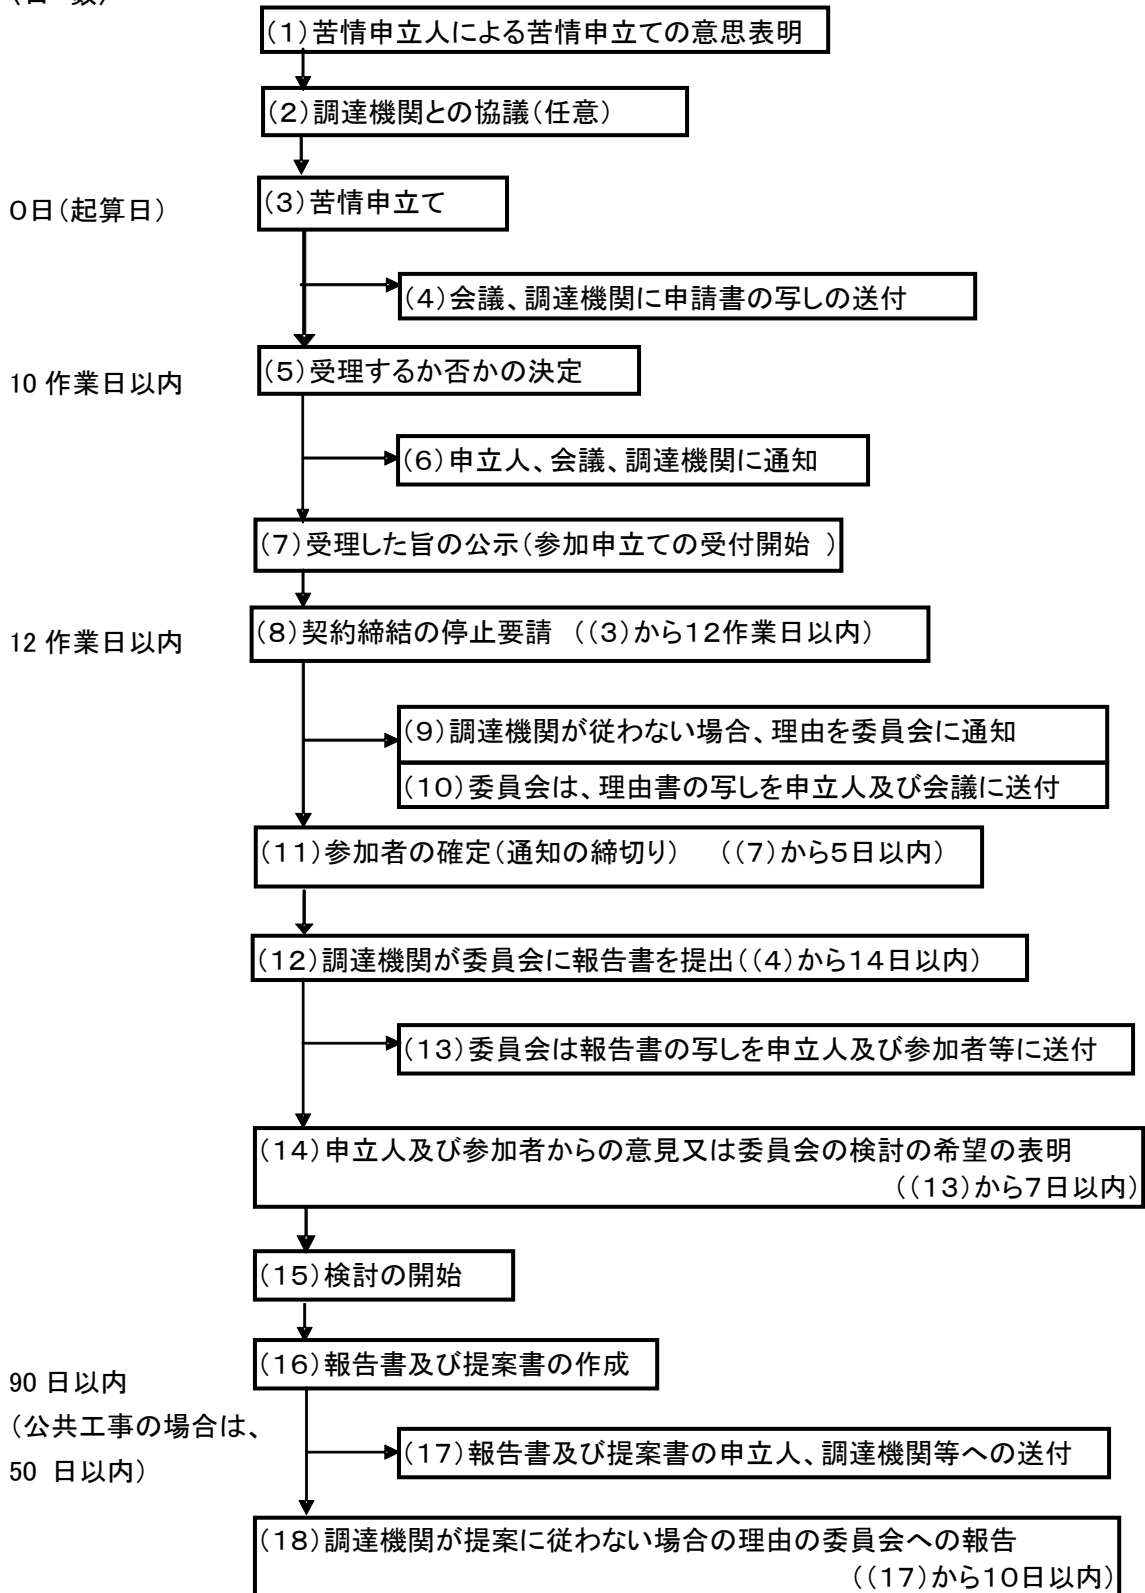 (日 数)
(1)苦情申立人による苦情申立ての意思表明
(2)調達機関との協議(任意)
0日(起算日)
(3)苦情申立て
(4)会議、調達機関に申請書の写しの送付
10 作業日以内
(5)受理するか否かの決定
(6)申立人、会議、調達機関に通知
(7)受理した旨の公示(参加申立ての受付開始 )
12 作業日以内
(8)契約締結の停止要請 ((3)から12作業日以内)
(9)調達機関が従わない場合、理由を委員会に通知
(10)委員会は、理由書の写しを申立人及び会議に送付
(11)参加者の確定(通知の締切り) ((7)から5日以内)
(12)調達機関が委員会に報告書を提出((4)から14日以内)
(13)委員会は報告書の写しを申立人及び参加者等に送付
(14)申立人及び参加者からの意見又は委員会の検討の希望の表明
((13)から7日以内)
(15)検討の開始
(16)報告書及び提案書の作成
90 日以内
(公共工事の場合は、
50 日以内)
(17)報告書及び提案書の申立人、調達機関等への送付
(18)調達機関が提案に従わない場合の理由の委員会への報告
((17)から10日以内)